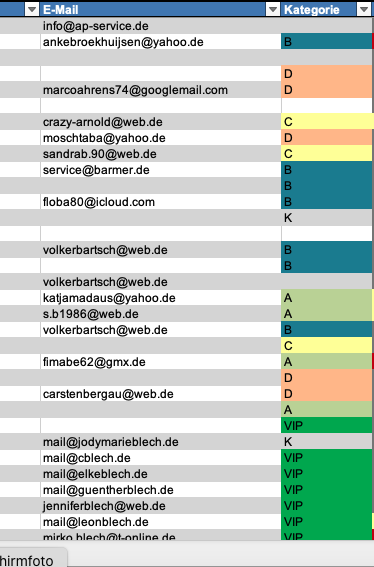 E-Mail Kategorie
info@ap-service.de
ankebroekhuijsen@yahoo.de B
D
marcoahrens74@googlemail.com D
crazy-arnold@web.de C
moschtaba@yahoo.de D
sandrab.90@web.de C
service@barmer.de B
B
floba80@icloud.com B
K
volkerbartsch@web.de B
B
volkerbartsch@web.de
katjamadaus@yahoo.de A
s.b1986@web.de A
volkerbartsch@web.de B
C
fimabe62@gmx.de A
D
carstenbergau@web.de D
A
VIP
mail@jodymarieblech.de K
mail@cblech.de VIP
mail@elkeblech.de VIP
mail@guentherblech.de VIP
jenniferblech@web.de VIP
mail@leonblech.de VIP
mirko.blech@t-online.de VIP
hirmfoto